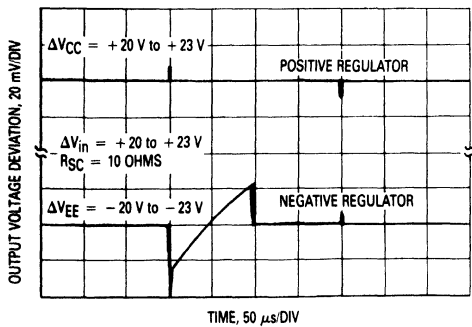 OUTPUT VOLTAGE DEVIATION, 20 mV/DIV
ΔVCC = +20 V to +23 V
POSITIVE REGULATOR
ΔVin = +20 to +23 V
RSC = 10 OHMS
ΔVEE = −20 V to −23 V
NEGATIVE REGULATOR
TIME, 50 μs/DIV